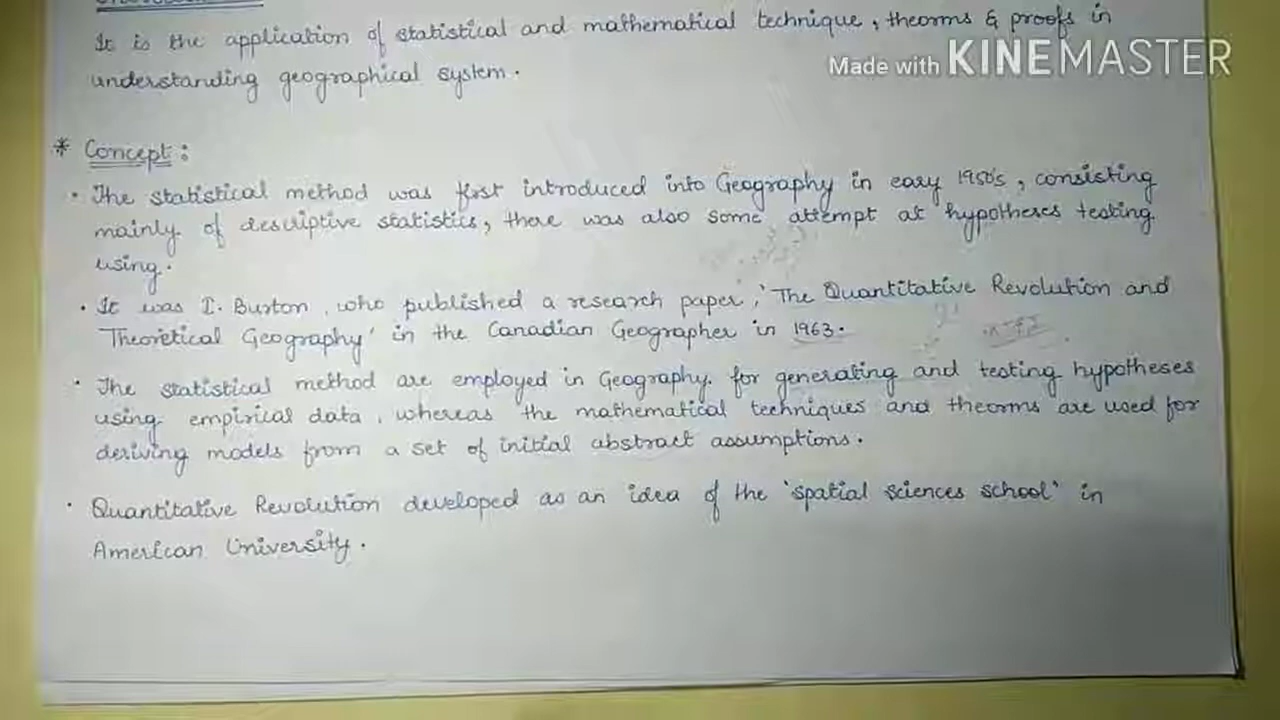 It is the application of statistical and mathematical technique, theorms & proofs in
Made with KINEMASTER
understanding geographical system.
* Concept :
• The statistical method was first introduced into Geography in eary 1950's, consisting
mainly of descriptive statistics, there was also some attempt at hypotheses testing
using.
• It was I. Burton, who published a research paper, 'The Quantitative Revolution and
Theoretical Geography' in the Canadian Geographer in 1963.
• The statistical method are employed in Geography. for generating and testing hypotheses
using empirical data, whereas the mathematical techniques and theorms are used for
deriving models from a set of initial abstract assumptions.
• Quantitative Revolution developed as an idea of the 'spatial sciences school' in
American University.